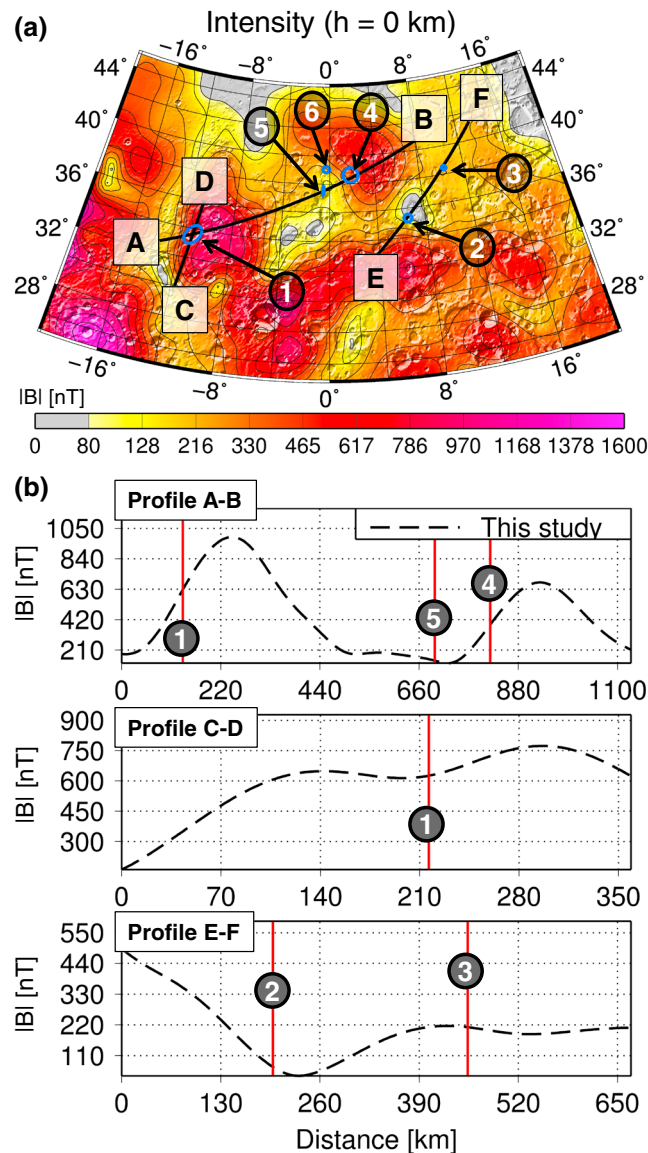 (a) Intensity (h = 0 km)
−16° −8° 0° 8° 16°
44° 44°
40° 40°
36° 36°
32° 32°
28° 28°
5 6 4 B F
D 3
A 2
E
C 1
−16° −8° 0° 8° 16°
|B| [nT]
0 80 128 216 330 465 617 786 970 1168 1378 1600
(b)
Profile A-B
This study
|B| [nT]
1050
840
630
420
210
1 5 4
0 220 440 660 880 1100
Profile C-D
|B| [nT]
900
750
600
450
300
1
0 70 140 210 280 350
Profile E-F
|B| [nT]
550
440
330
220
110
2 3
0 130 260 390 520 650
Distance [km]